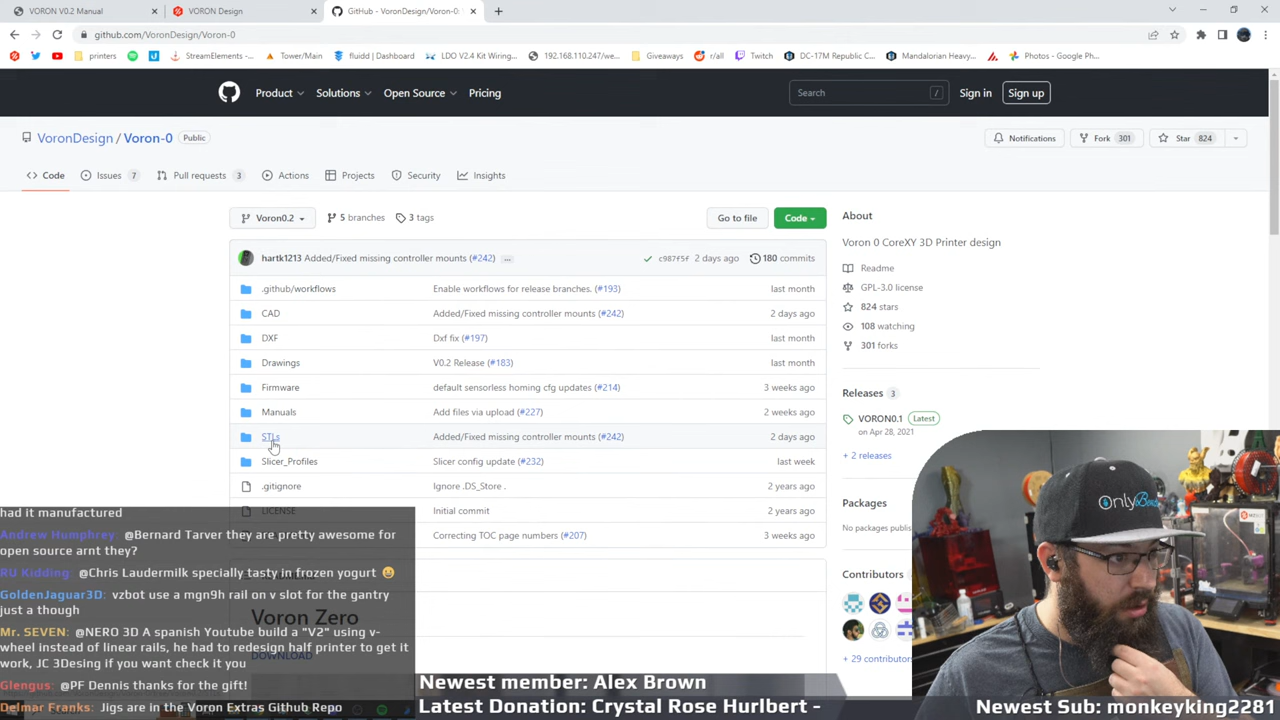 VORON V0.2 Manual
VORON Design
GitHub - VoronDesign/Voron-0:
github.com/VoronDesign/Voron-0
printers
StreamElements - ...
Tower/Main
fluidd | Dashboard
LDO V2.4 Kit Wiring...
192.168.110.247/we...
Giveaways
r/all
Twitch
DC-17M Republic C...
Mandalorian Heavy...
Photos - Google Ph...
Product
Solutions
Open Source
Pricing
Search
/
Sign in
Sign up
VoronDesign / Voron-0 Public
Notifications
Fork 301
Star 824
Code
Issues 7
Pull requests 3
Actions
Projects
Security
Insights
Voron0.2
5 branches
3 tags
Go to file
Code
hartk1213 Added/Fixed missing controller mounts (#242) ...
c987f5f 2 days ago 180 commits
.github/workflows Enable workflows for release branches. (#193) last month
CAD Added/Fixed missing controller mounts (#242) 2 days ago
DXF Dxf fix (#197) last month
Drawings V0.2 Release (#183) last month
Firmware default sensorless homing cfg updates (#214) 3 weeks ago
Manuals Add files via upload (#227) 2 weeks ago
STLs Added/Fixed missing controller mounts (#242) 2 days ago
Slicer_Profiles Slicer config update (#232) last week
.gitignore Ignore .DS_Store . 2 years ago
LICENSE Initial commit 2 years ago
Correcting TOC page numbers (#207) 3 weeks ago
Voron Zero
DOWNLOAD
About
Voron 0 CoreXY 3D Printer design
Readme
GPL-3.0 license
824 stars
108 watching
301 forks
Releases 3
VORON0.1 Latest
on Apr 28, 2021
+ 2 releases
Packages
No packages publis
Contributors
+ 29 contributors
had it manufactured
Andrew Humphrey: @Bernard Tarver they are pretty awesome for
open source arnt they?
RU Kidding: @Chris Laudermilk specially tasty in frozen yogurt
GoldenJaguar3D: vzbot use a mgn9h rail on v slot for the gantry
just a though
Mr. SEVEN: @NERO 3D A spanish Youtube build a "V2" using v-
wheel instead of linear rails, he had to redesign half printer to get it
work, JC 3Desing if you want check it you
Glengus: @PF Dennis thanks for the gift!
Delmar Franks: Jigs are in the Voron Extras Github Repo
Newest member: Alex Brown
Latest Donation: Crystal Rose Hurlbert -
Newest Sub: monkeyking2281